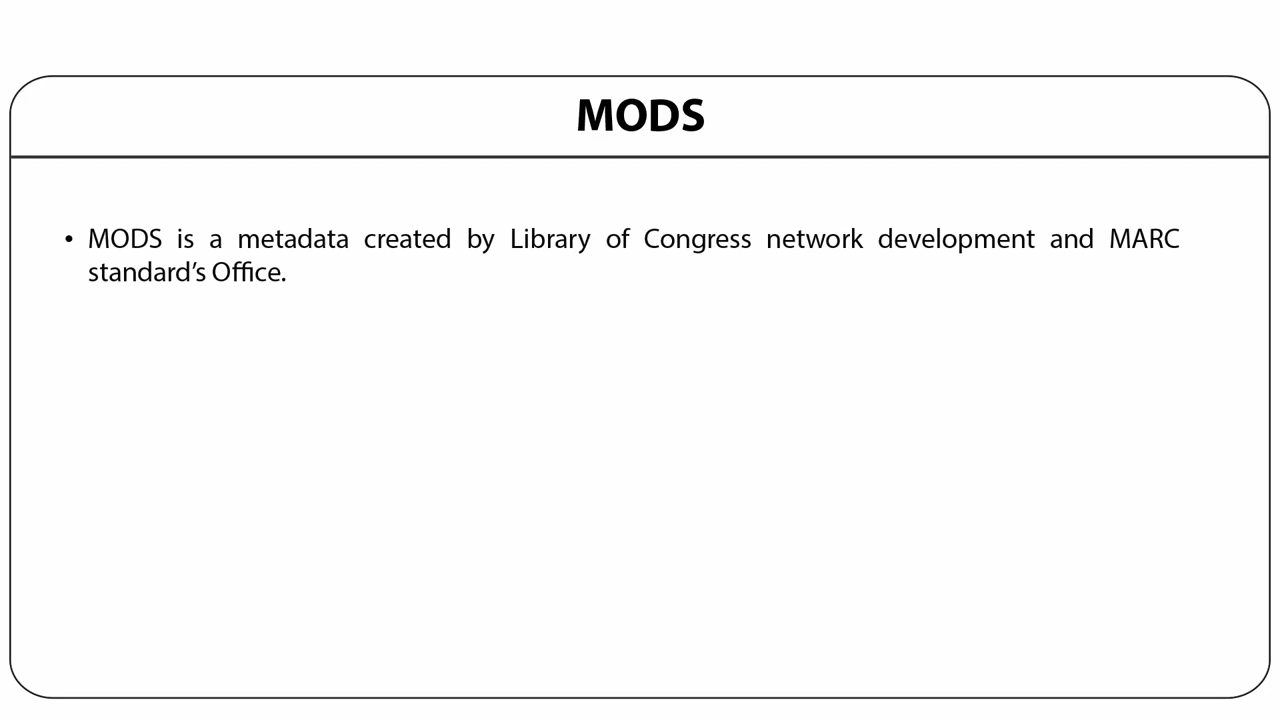 MODS
• MODS is a metadata created by Library of Congress network development and MARC
standard’s Office.